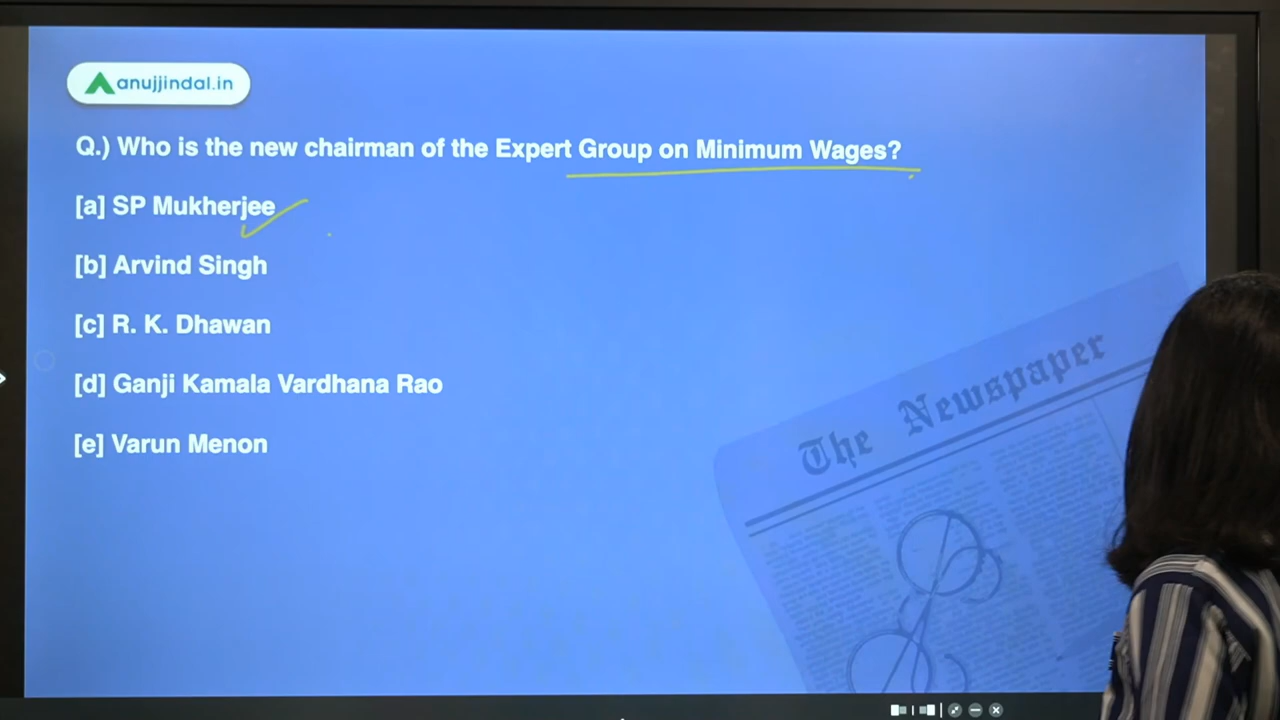 anujjindal.in
Q.) Who is the new chairman of the Expert Group on Minimum Wages?
[a] SP Mukherjee
[b] Arvind Singh
[c] R. K. Dhawan
[d] Ganji Kamala Vardhana Rao
[e] Varun Menon
The Newspaper